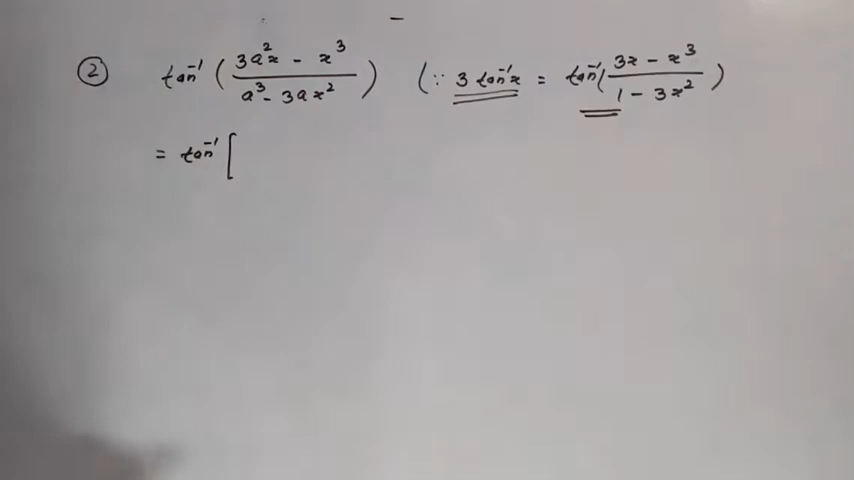 ② tan⁻¹ ( (3a²x - x³) / (a³ - 3ax²) ) (∵ 3 tan⁻¹x = tan⁻¹( (3x - x³) / (1 - 3x²) )
= tan⁻¹ [